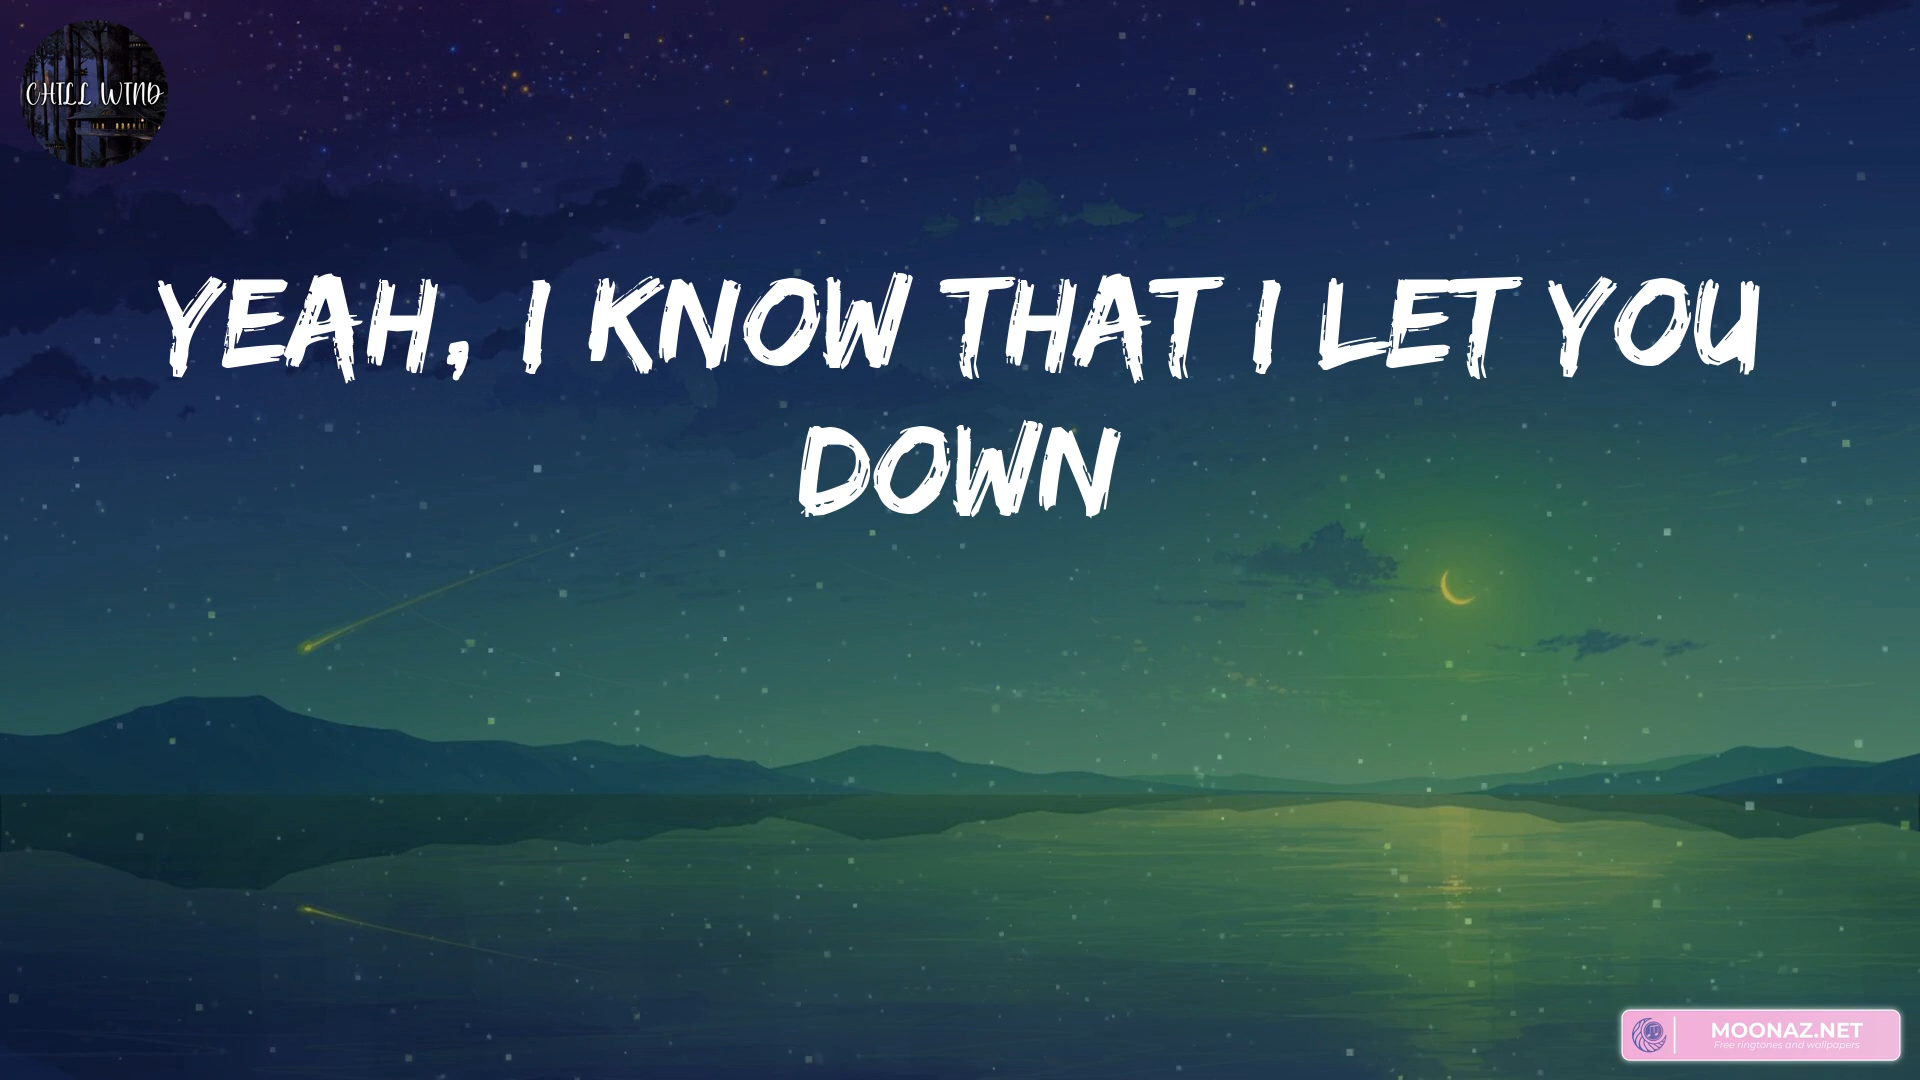 CHILL WIND
YEAH, I KNOW THAT I LET YOU
DOWN
MOONAZ.NET
Free ringtones and wallpapers